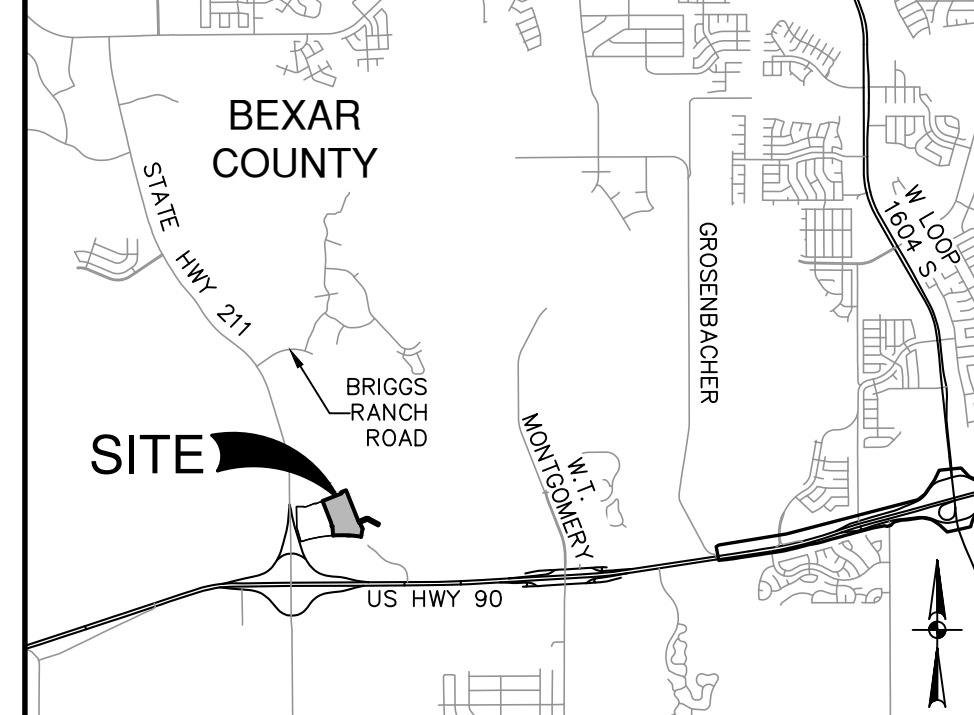 BEXAR
COUNTY
STATE HWY 211
W LOOP
1604 S
GROSENBACHER
BRIGGS
RANCH
ROAD
SITE
W.T.
MONTGOMERY
US HWY 90